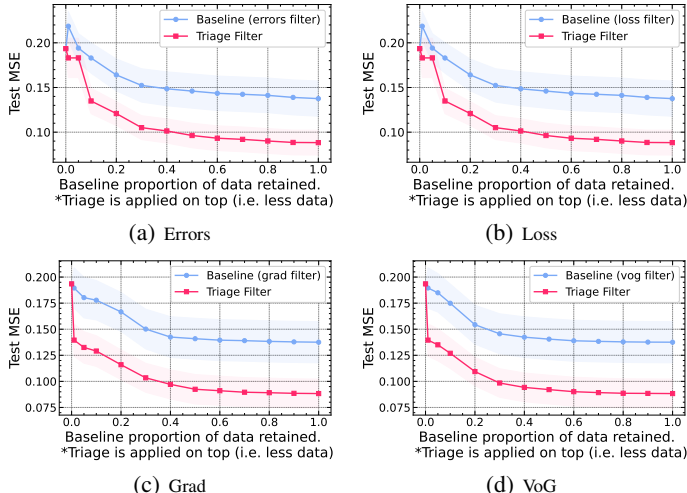 Test MSE
0.20
0.15
0.10
Baseline (errors filter)
Triage Filter
0.0 0.2 0.4 0.6 0.8 1.0
Baseline proportion of data retained.
*Triage is applied on top (i.e. less data)
(a) Errors
Test MSE
0.20
0.15
0.10
Baseline (loss filter)
Triage Filter
0.0 0.2 0.4 0.6 0.8 1.0
Baseline proportion of data retained.
*Triage is applied on top (i.e. less data)
(b) Loss
Test MSE
0.200
0.175
0.150
0.125
0.100
0.075
Baseline (grad filter)
Triage Filter
0.0 0.2 0.4 0.6 0.8 1.0
Baseline proportion of data retained.
*Triage is applied on top (i.e. less data)
(c) Grad
Test MSE
0.200
0.175
0.150
0.125
0.100
0.075
Baseline (vog filter)
Triage Filter
0.0 0.2 0.4 0.6 0.8 1.0
Baseline proportion of data retained.
*Triage is applied on top (i.e. less data)
(d) VoG